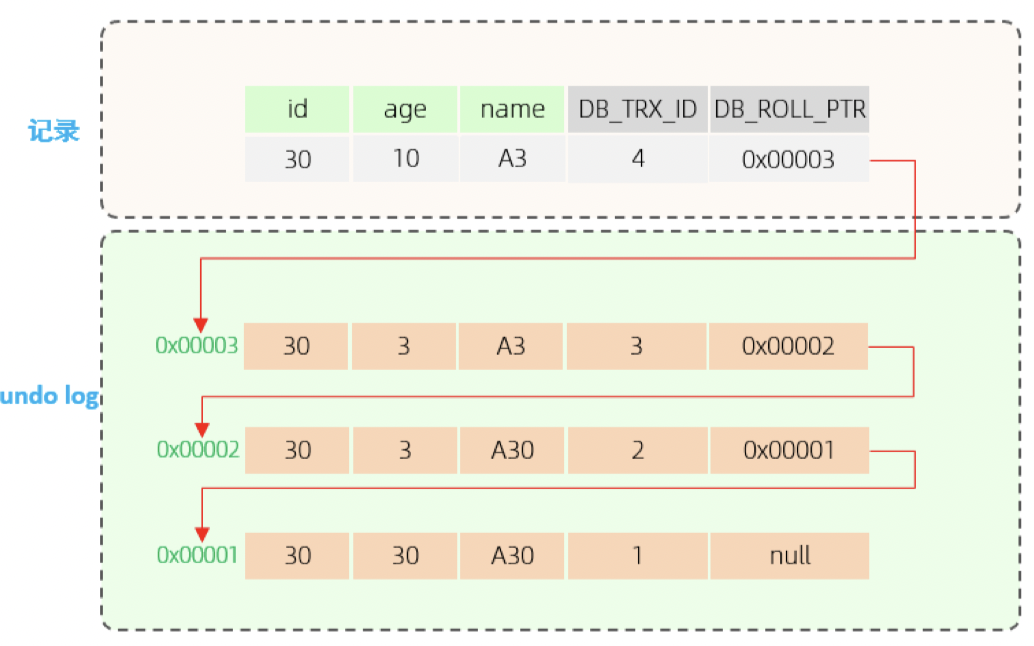 id age name DB_TRX_ID DB_ROLL_PTR
记录
30 10 A3 4 0x00003
0x00003 30 3 A3 3 0x00002
undo log
0x00002 30 3 A30 2 0x00001
0x00001 30 30 A30 1 null